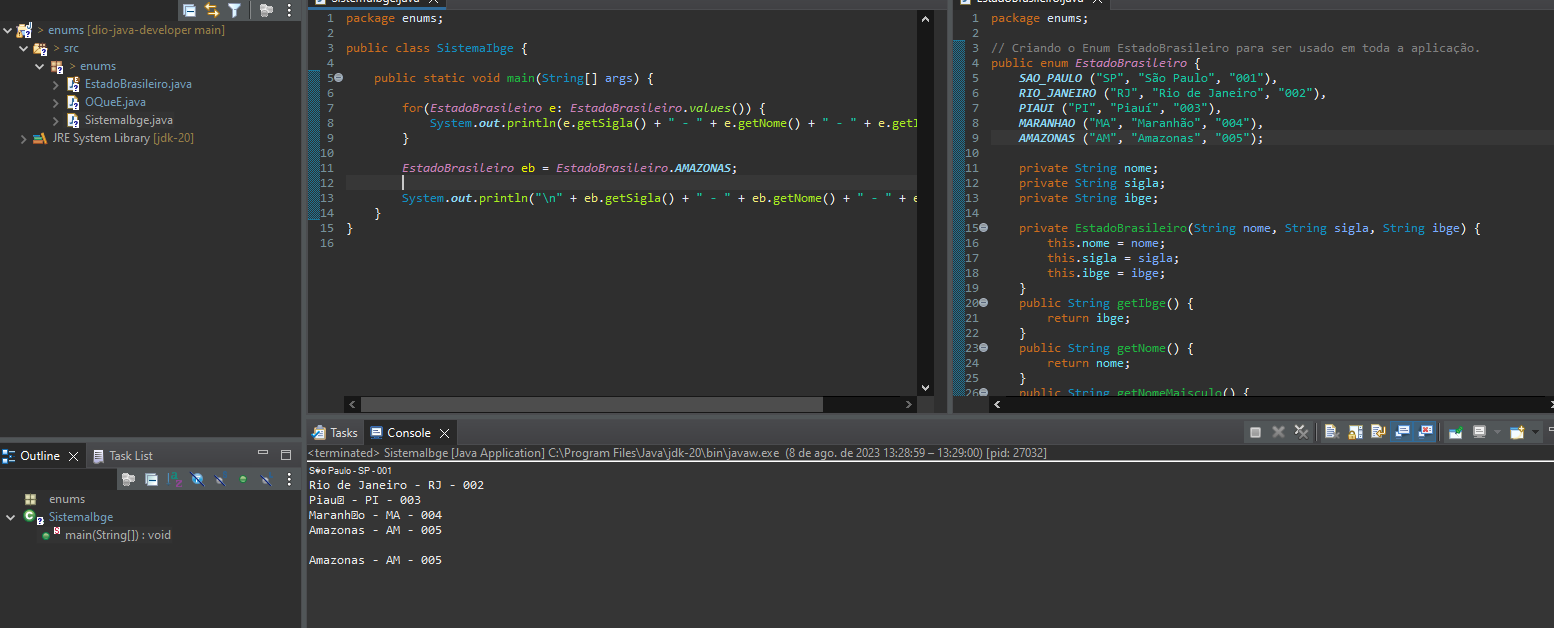 SistemaIbge.java
EstadoBrasileiro.java
> enums [dio-java-developer main]
> src
> enums
EstadoBrasileiro.java
OQueE.java
SistemaIbge.java
JRE System Library [jdk-20]
1 package enums;
2
3 public class SistemaIbge {
4
5 public static void main(String[] args) {
6
7 for(EstadoBrasileiro e: EstadoBrasileiro.values()) {
8 System.out.println(e.getSigla() + " - " + e.getNome() + " - " + e.getI
9 }
10
11 EstadoBrasileiro eb = EstadoBrasileiro.AMAZONAS;
12
13 System.out.println("\n" + eb.getSigla() + " - " + eb.getNome() + " - " + e
14 }
15 }
16
1 package enums;
2
3 // Criando o Enum EstadoBrasileiro para ser usado em toda a aplicação.
4 public enum EstadoBrasileiro {
5 SAO_PAULO ("SP", "São Paulo", "001"),
6 RIO_JANEIRO ("RJ", "Rio de Janeiro", "002"),
7 PIAUI ("PI", "Piauí", "003"),
8 MARANHAO ("MA", "Maranhão", "004"),
9 AMAZONAS ("AM", "Amazonas", "005");
10
11 private String nome;
12 private String sigla;
13 private String ibge;
14
15 private EstadoBrasileiro(String nome, String sigla, String ibge) {
16 this.nome = nome;
17 this.sigla = sigla;
18 this.ibge = ibge;
19 }
20 public String getIbge() {
21 return ibge;
22 }
23 public String getNome() {
24 return nome;
25 }
26 public String getNomeMaisculo() {
Outline
Task List
enums
SistemaIbge
main(String[]) : void
Tasks
Console
<terminated> SistemaIbge [Java Application] C:\Program Files\Java\jdk-20\bin\javaw.exe (8 de ago. de 2023 13:28:59 – 13:29:00) [pid: 27032]
S�o Paulo - SP - 001
Rio de Janeiro - RJ - 002
Piau� - PI - 003
Maranh�o - MA - 004
Amazonas - AM - 005
Amazonas - AM - 005